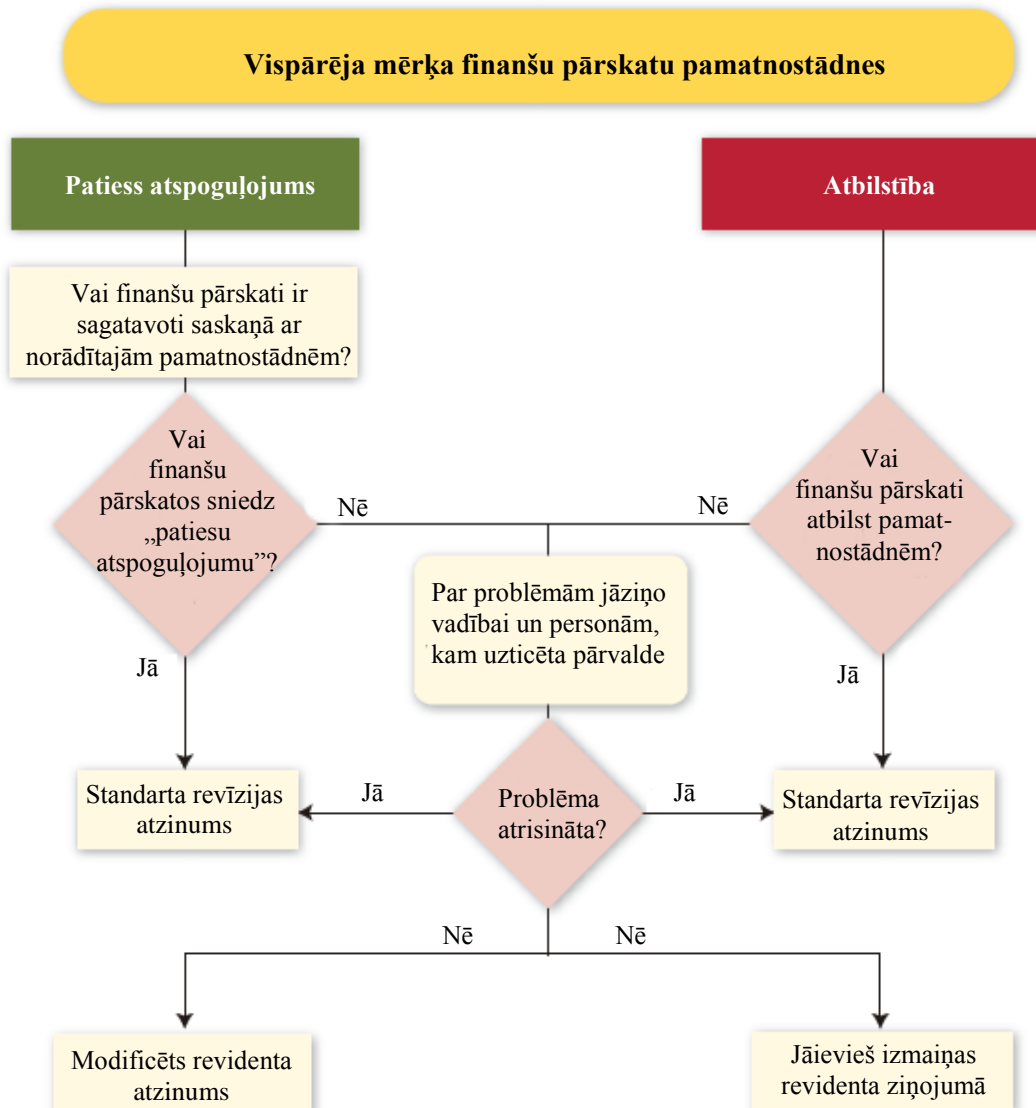 Vispārēja mērķa finanšu pārskatu pamatnostādnes
Patiess atspoguļojums
Atbilstība
Vai finanšu pārskati ir
sagatavoti saskaņā ar
norādītajām pamatnostādnēm?
Vai
finanšu
pārskatos sniedz
„patiesu
atspoguļojumu”?
Nē
Nē
Vai
finanšu pārskati
atbilst pamat-
nostādnēm?
Par problēmām jāziņo
vadībai un personām,
kam uzticēta pārvalde
Jā
Jā
Standarta revīzijas
atzinums
Jā
Problēma
atrisināta?
Jā
Standarta revīzijas
atzinums
Nē
Nē
Modificēts revidenta
atzinums
Jāievieš izmaiņas
revidenta ziņojumā